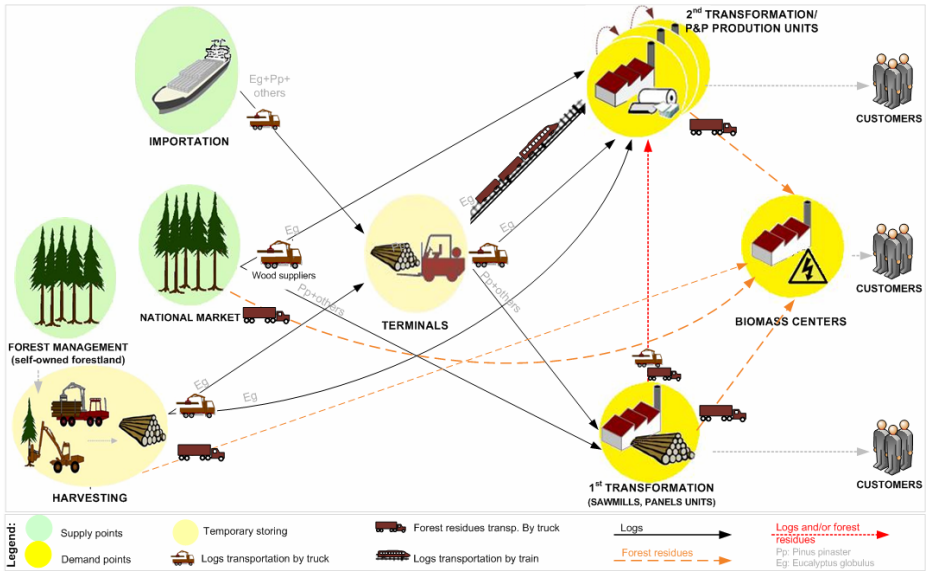 2nd TRANSFORMATION/
P&P PRODUTION UNITS
Eg+Pp+
others
IMPORTATION
CUSTOMERS
Eg
Eg
Eg
Wood suppliers
Pp+others
Pp+others
NATIONAL MARKET
TERMINALS
CUSTOMERS
BIOMASS CENTERS
FOREST MANAGEMENT
(self-owned forestland)
Eg
Eg
HARVESTING
1st TRANSFORMATION
(SAWMILLS, PANELS UNITS)
CUSTOMERS
Legend:
Supply points
Demand points
Temporary storing
Logs transportation by truck
Forest residues transp. By truck
Logs transportation by train
Logs
Forest residues
Logs and/or forest
residues
Pp: Pinus pinaster
Eg: Eucalyptus globulus